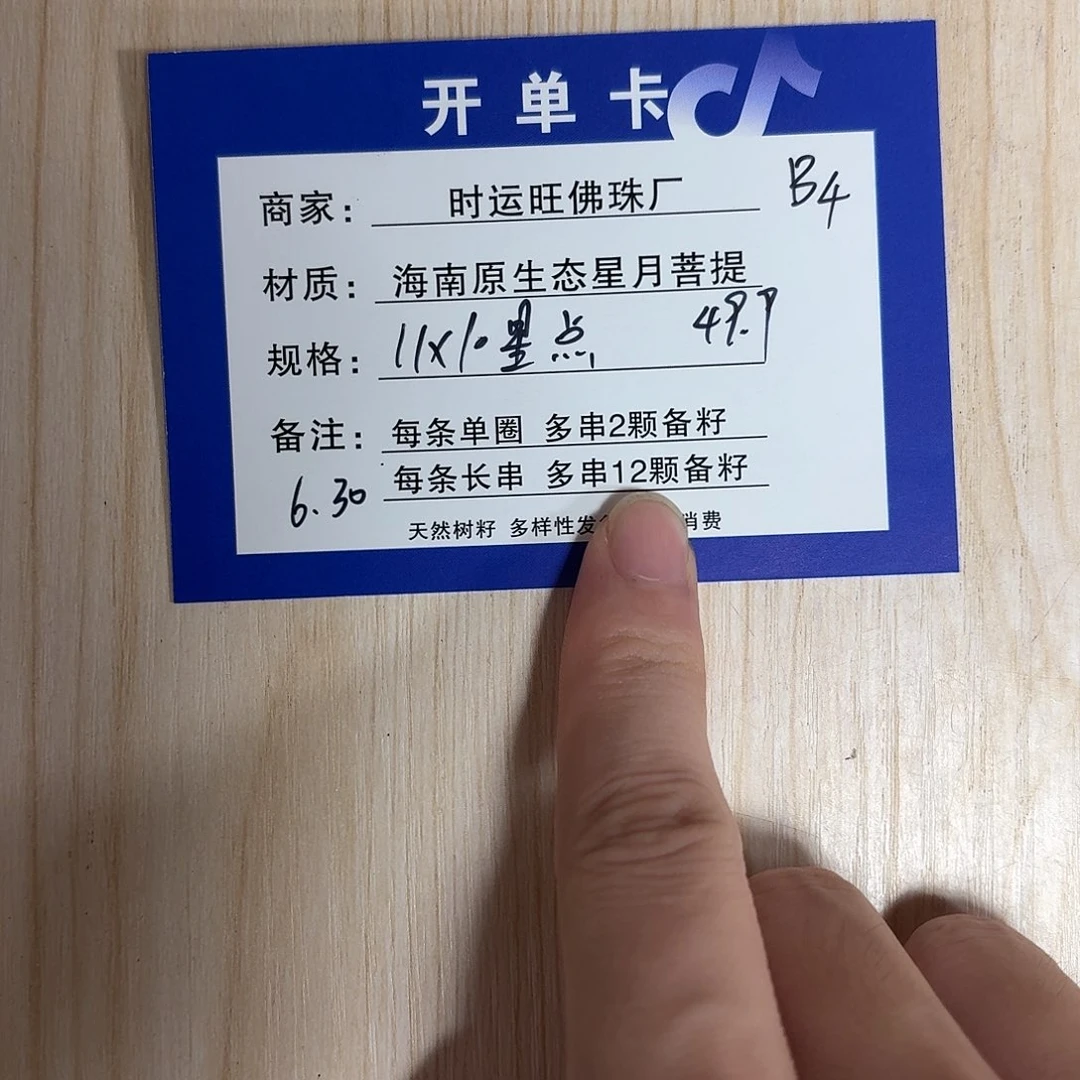 开单卡
商家： 时运旺佛珠厂 B4
材质： 海南原生态星月菩提
规格： 11x10星点 49.9
备注： 每条单圈 多串2颗备籽
6.30 每条长串 多串12颗备籽
天然树籽 多样性发 消费